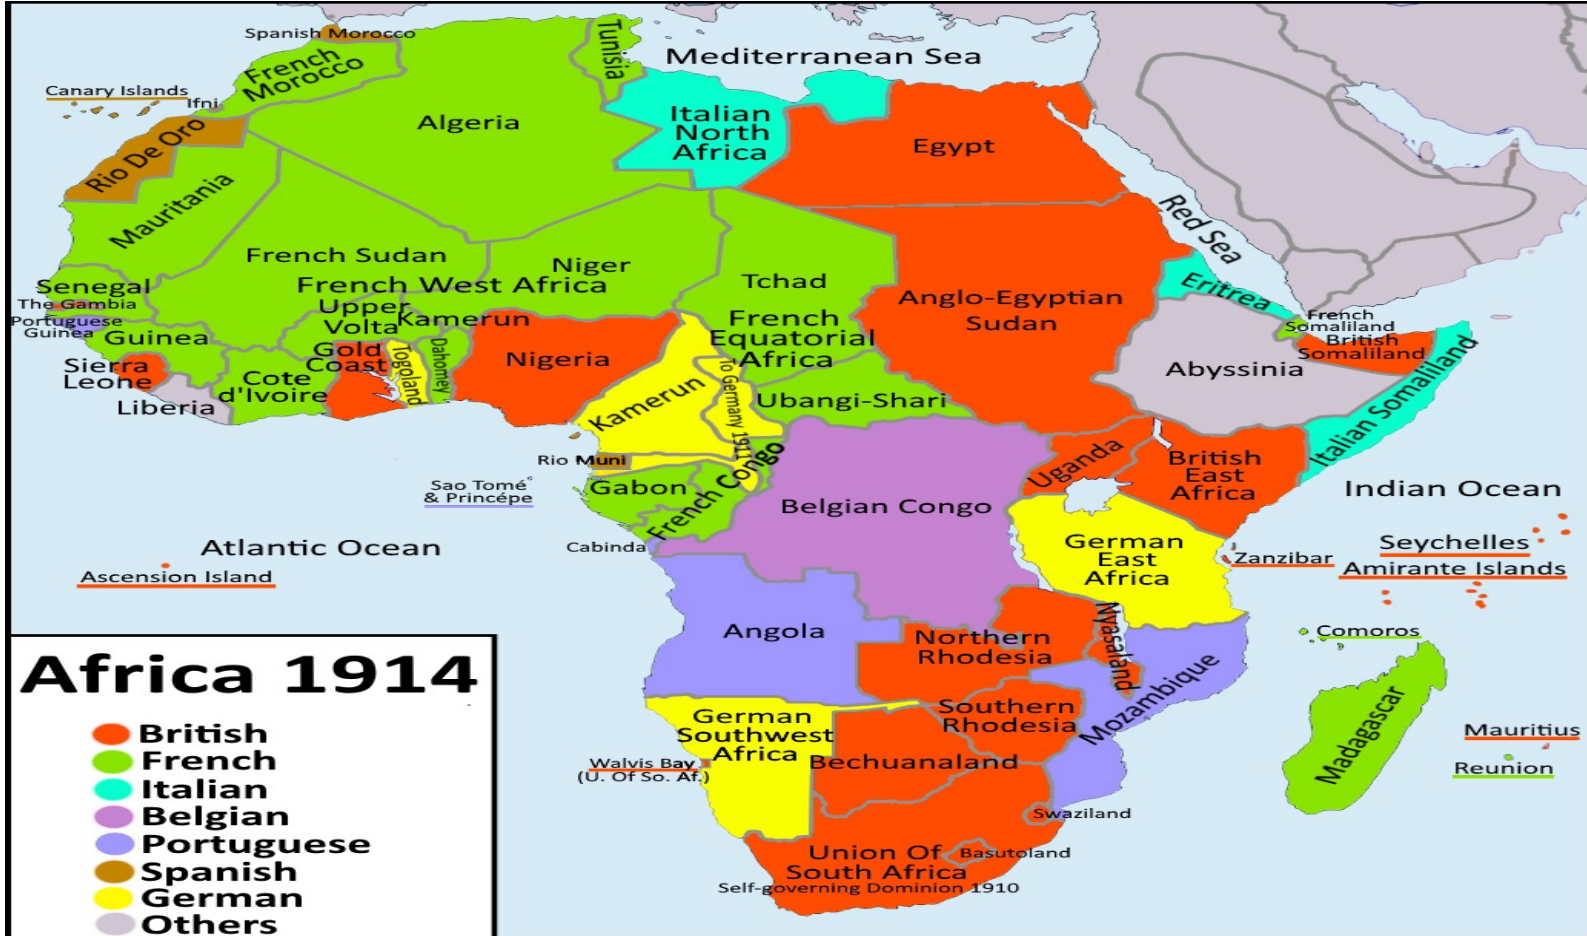 Spanish Morocco
French
Morocco
Tunisia
Mediterranean Sea
Canary Islands
Ifni
Algeria
Italian
North
Africa
Egypt
Rio De Oro
Mauritania
Red Sea
French Sudan
Niger
Tchad
Senegal
French West Africa
Eritrea
The Gambia
Upper
Volta
Kamerun
Anglo-Egyptian
Sudan
Portuguese
Guinea
Guinea
French
Equatorial
Africa
French
Somaliland
British
Somaliland
Sierra
Leone
Gold
Coast
Togoland
Dahomey
Nigeria
To Germany 1911
Abyssinia
Italian Somaliland
Cote
d'Ivoire
Liberia
Kamerun
Ubangi-Shari
Rio Muni
Uganda
British
East
Africa
Sao Tomé
& Princépe
Gabon
French Congo
Belgian Congo
Indian Ocean
Atlantic Ocean
Cabinda
German
East
Africa
Zanzibar
Seychelles
Amirante Islands
Ascension Island
Angola
Northern
Rhodesia
Nyasaland
Comoros
Mozambique
Madagascar
German
Southwest
Africa
Southern
Rhodesia
Mauritius
Walvis Bay
(U. Of So. Af.)
Bechuanaland
Reunion
Swaziland
Union Of
South Africa
Basutoland
Self-governing Dominion 1910
Africa 1914
British
French
Italian
Belgian
Portuguese
Spanish
German
Others